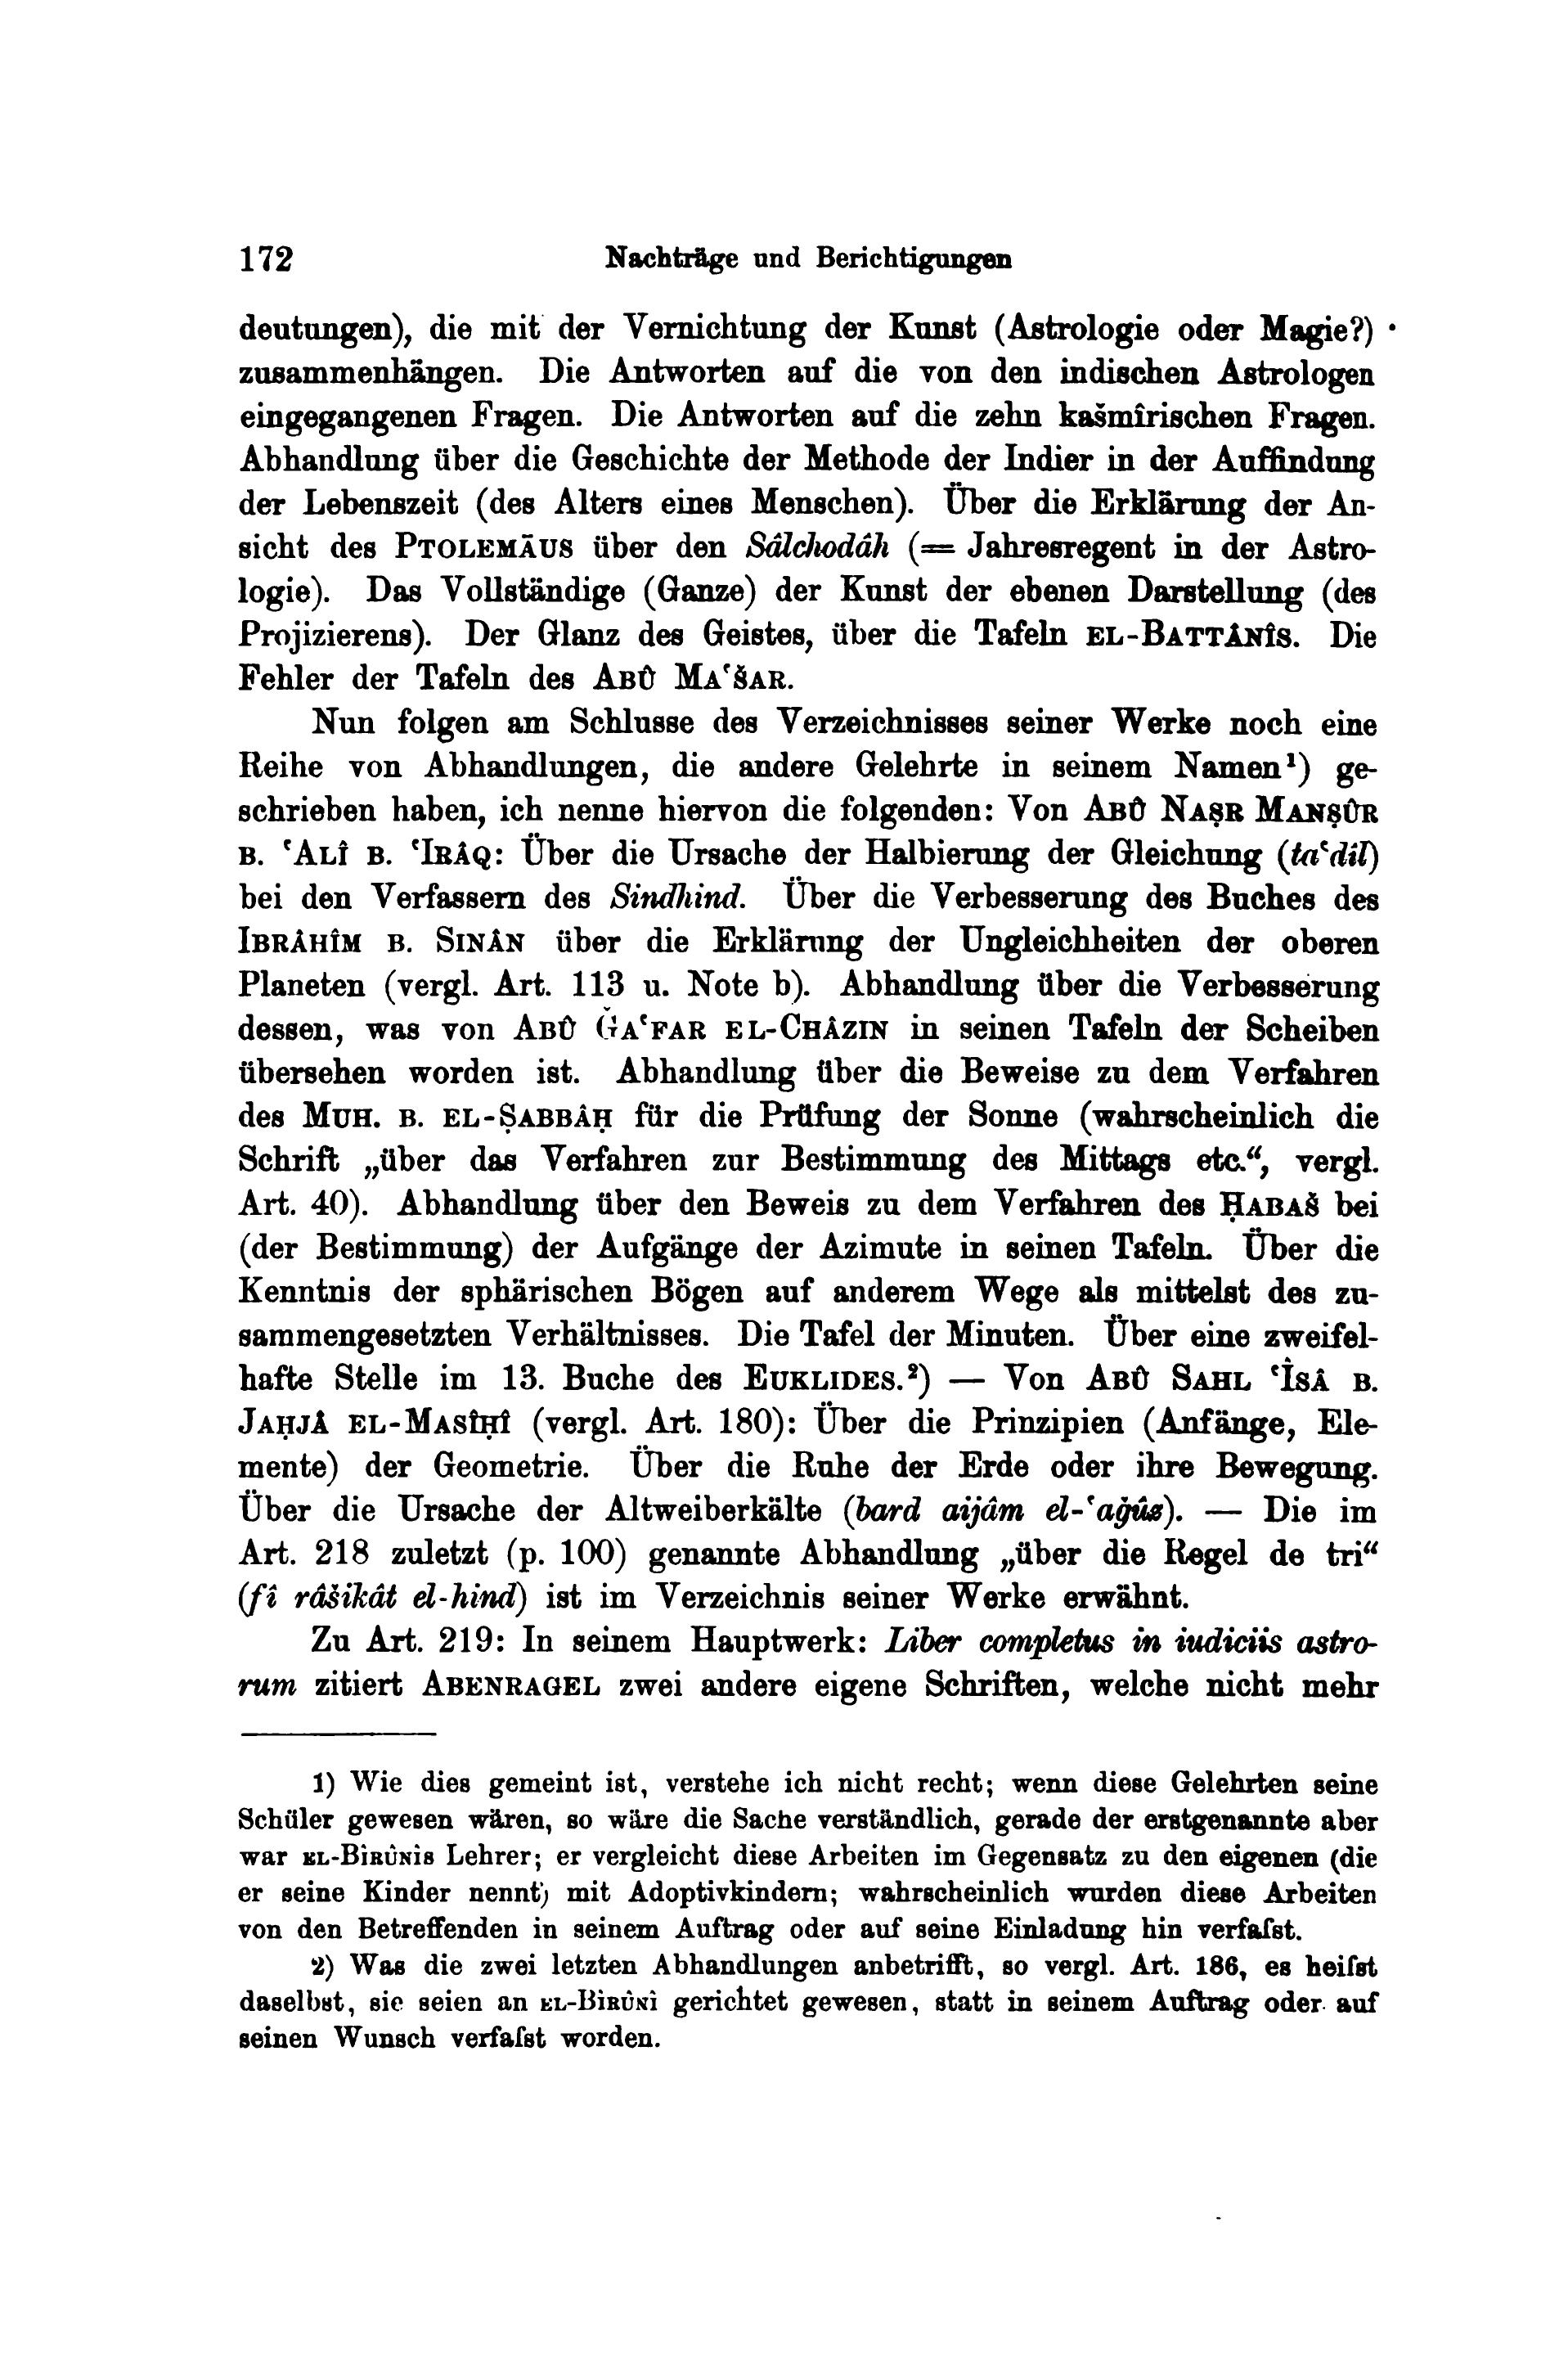 172 Nachträge und Berichtigungen
deutungen), die mit der Vernichtung der Kunst (Astrologie oder Magie?)
zusammenhängen. Die Antworten auf die von den indischen Astrologen
eingegangenen Fragen. Die Antworten auf die zehn kašmîrischen Fragen.
Abhandlung über die Geschichte der Methode der Indier in der Auffindung
der Lebenszeit (des Alters eines Menschen). Über die Erklärung der An-
sicht des PTOLEMÄUS über den Sâlchodâh (= Jahresregent in der Astro-
logie). Das Vollständige (Ganze) der Kunst der ebenen Darstellung (des
Projizierens). Der Glanz des Geistes, über die Tafeln EL-BATTÂNÎS. Die
Fehler der Tafeln des ABÛ MAʿŠAR.
Nun folgen am Schlusse des Verzeichnisses seiner Werke noch eine
Reihe von Abhandlungen, die andere Gelehrte in seinem Namen¹) ge-
schrieben haben, ich nenne hiervon die folgenden: Von ABÛ NAṢR MANṢÛR
B. ʿALÎ B. ʿIRÂQ: Über die Ursache der Halbierung der Gleichung (taʿdîl)
bei den Verfassern des Sindhind. Über die Verbesserung des Buches des
IBRÂHÎM B. SINÂN über die Erklärung der Ungleichheiten der oberen
Planeten (vergl. Art. 113 u. Note b). Abhandlung über die Verbesserung
dessen, was von ABÛ ǦAʿFAR EL-CHÂZIN in seinen Tafeln der Scheiben
übersehen worden ist. Abhandlung über die Beweise zu dem Verfahren
des MUH. B. EL-ṢABBÂḤ für die Prüfung der Sonne (wahrscheinlich die
Schrift „über das Verfahren zur Bestimmung des Mittags etc.“, vergl.
Art. 40). Abhandlung über den Beweis zu dem Verfahren des ḤABAŠ bei
(der Bestimmung) der Aufgänge der Azimute in seinen Tafeln. Über die
Kenntnis der sphärischen Bögen auf anderem Wege als mittelst des zu-
sammengesetzten Verhältnisses. Die Tafel der Minuten. Über eine zweifel-
hafte Stelle im 13. Buche des EUKLIDES.²) — Von ABÛ SAHL ʿÎSÂ B.
JAḤJÂ EL-MASÎḤÎ (vergl. Art. 180): Über die Prinzipien (Anfänge, Ele-
mente) der Geometrie. Über die Ruhe der Erde oder ihre Bewegung.
Über die Ursache der Altweiberkälte (bard aijâm el-ʿaǧûz). — Die im
Art. 218 zuletzt (p. 100) genannte Abhandlung „über die Regel de tri“
(fî râšikât el-hind) ist im Verzeichnis seiner Werke erwähnt.
Zu Art. 219: In seinem Hauptwerk: Liber completus in iudiciis astro-
rum zitiert ABENRAGEL zwei andere eigene Schriften, welche nicht mehr
1) Wie dies gemeint ist, verstehe ich nicht recht; wenn diese Gelehrten seine
Schüler gewesen wären, so wäre die Sache verständlich, gerade der erstgenannte aber
war EL-BÎRÛNÎS Lehrer; er vergleicht diese Arbeiten im Gegensatz zu den eigenen (die
er seine Kinder nennt) mit Adoptivkindern; wahrscheinlich wurden diese Arbeiten
von den Betreffenden in seinem Auftrag oder auf seine Einladung hin verfaſst.
2) Was die zwei letzten Abhandlungen anbetrifft, so vergl. Art. 186, es heiſst
daselbst, sie seien an EL-BÎRÛNÎ gerichtet gewesen, statt in seinem Auftrag oder auf
seinen Wunsch verfaſst worden.